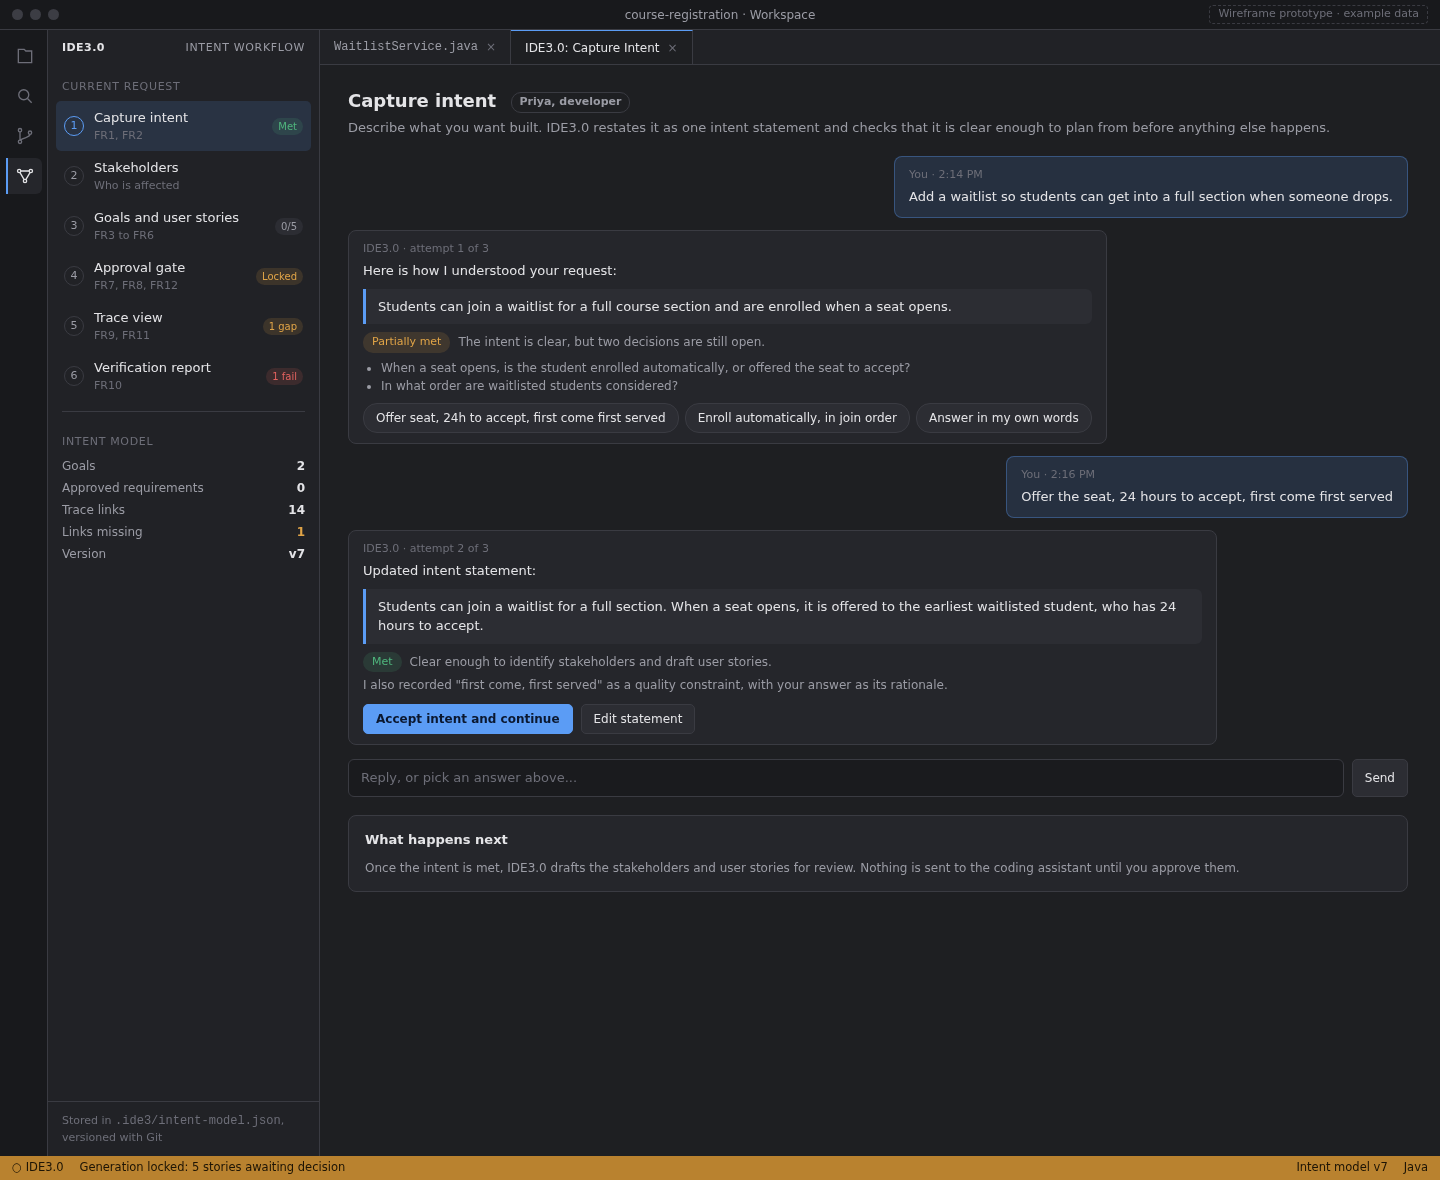 course-registration · Workspace
Wireframe prototype · example data
IDE3.0
INTENT WORKFLOW
CURRENT REQUEST
1
Capture intent
FR1, FR2
Met
2
Stakeholders
Who is affected
3
Goals and user stories
FR3 to FR6
0/5
4
Approval gate
FR7, FR8, FR12
Locked
5
Trace view
FR9, FR11
1 gap
6
Verification report
FR10
1 fail
INTENT MODEL
Goals 2
Approved requirements 0
Trace links 14
Links missing 1
Version v7
Stored in .ide3/intent-model.json,
versioned with Git
WaitlistService.java ×
IDE3.0: Capture Intent ×
Capture intent
Priya, developer
Describe what you want built. IDE3.0 restates it as one intent statement and checks that it is clear enough to plan from before anything else happens.
You · 2:14 PM
Add a waitlist so students can get into a full section when someone drops.
IDE3.0 · attempt 1 of 3
Here is how I understood your request:
Students can join a waitlist for a full course section and are enrolled when a seat opens.
Partially met The intent is clear, but two decisions are still open.
• When a seat opens, is the student enrolled automatically, or offered the seat to accept?
• In what order are waitlisted students considered?
Offer seat, 24h to accept, first come first served
Enroll automatically, in join order
Answer in my own words
You · 2:16 PM
Offer the seat, 24 hours to accept, first come first served
IDE3.0 · attempt 2 of 3
Updated intent statement:
Students can join a waitlist for a full section. When a seat opens, it is offered to the earliest waitlisted student, who has 24
hours to accept.
Met Clear enough to identify stakeholders and draft user stories.
I also recorded "first come, first served" as a quality constraint, with your answer as its rationale.
Accept intent and continue
Edit statement
Reply, or pick an answer above...
Send
What happens next
Once the intent is met, IDE3.0 drafts the stakeholders and user stories for review. Nothing is sent to the coding assistant until you approve them.
IDE3.0
Generation locked: 5 stories awaiting decision
Intent model v7
Java